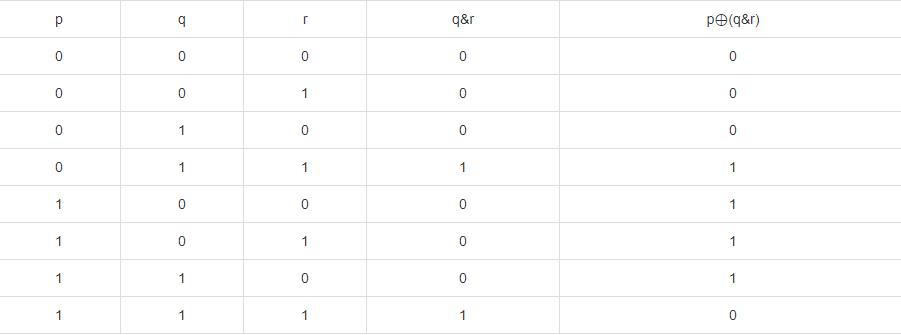 p q r q&r p⊕(q&r)
0 0 0 0 0
0 0 1 0 0
0 1 0 0 0
0 1 1 1 1
1 0 0 0 1
1 0 1 0 1
1 1 0 0 1
1 1 1 1 0